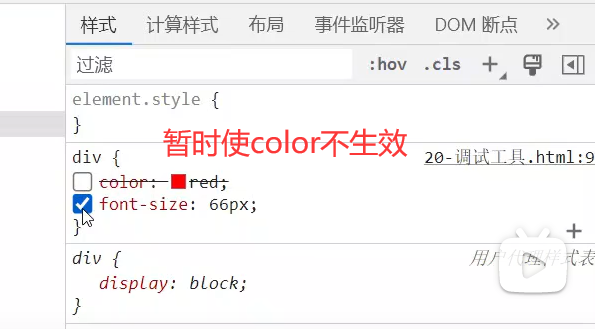 样式 计算样式 布局 事件监听器 DOM 断点 »
过滤 :hov .cls +
element.style {
}
暂时使color不生效
div { 20-调试工具.html:9
color: red;
font-size: 66px;
}
div { 用户代理样式表
display: block;
}